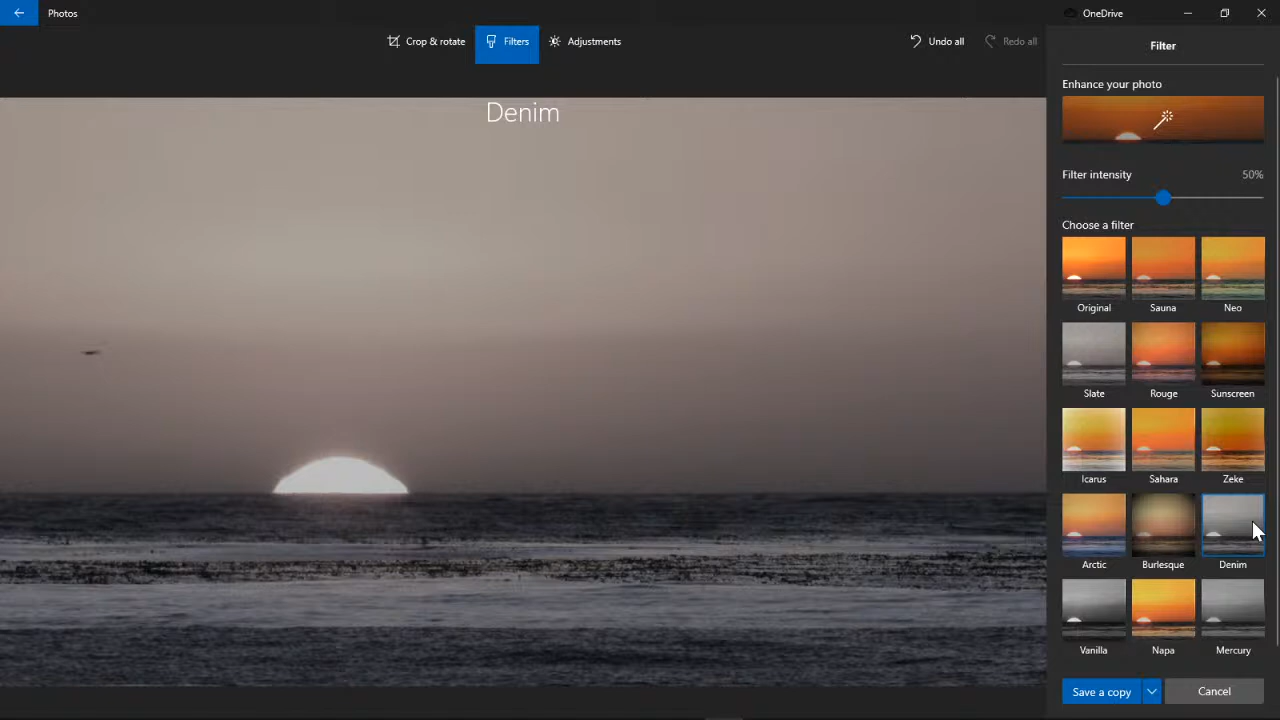 Photos
OneDrive
Crop & rotate
Filters
Adjustments
Undo all
Redo all
Filter
Denim
Enhance your photo
Filter intensity 50%
Choose a filter
Original Sauna Neo
Slate Rouge Sunscreen
Icarus Sahara Zeke
Arctic Burlesque Denim
Vanilla Napa Mercury
Save a copy
Cancel